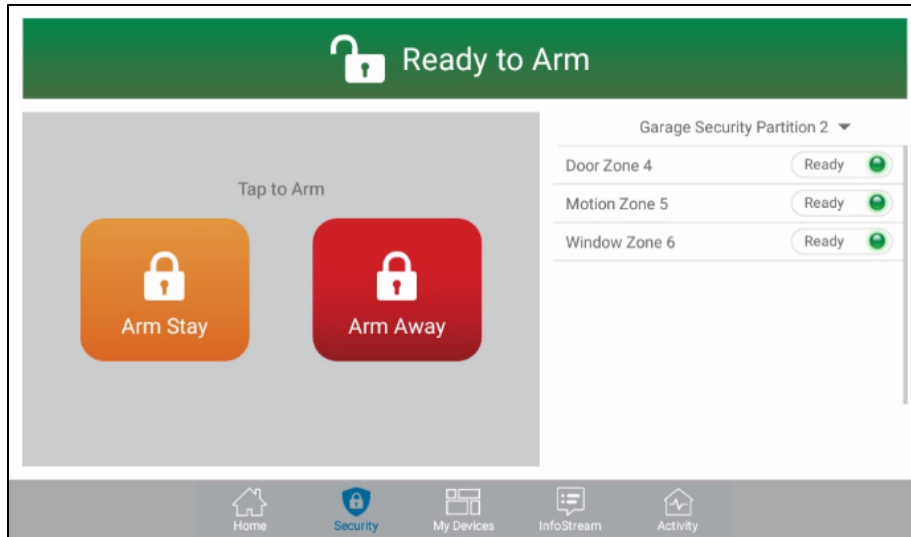 Ready to Arm
Tap to Arm
Arm Stay
Arm Away
Garage Security Partition 2
Door Zone 4 Ready
Motion Zone 5 Ready
Window Zone 6 Ready
Home Security My Devices InfoStream Activity